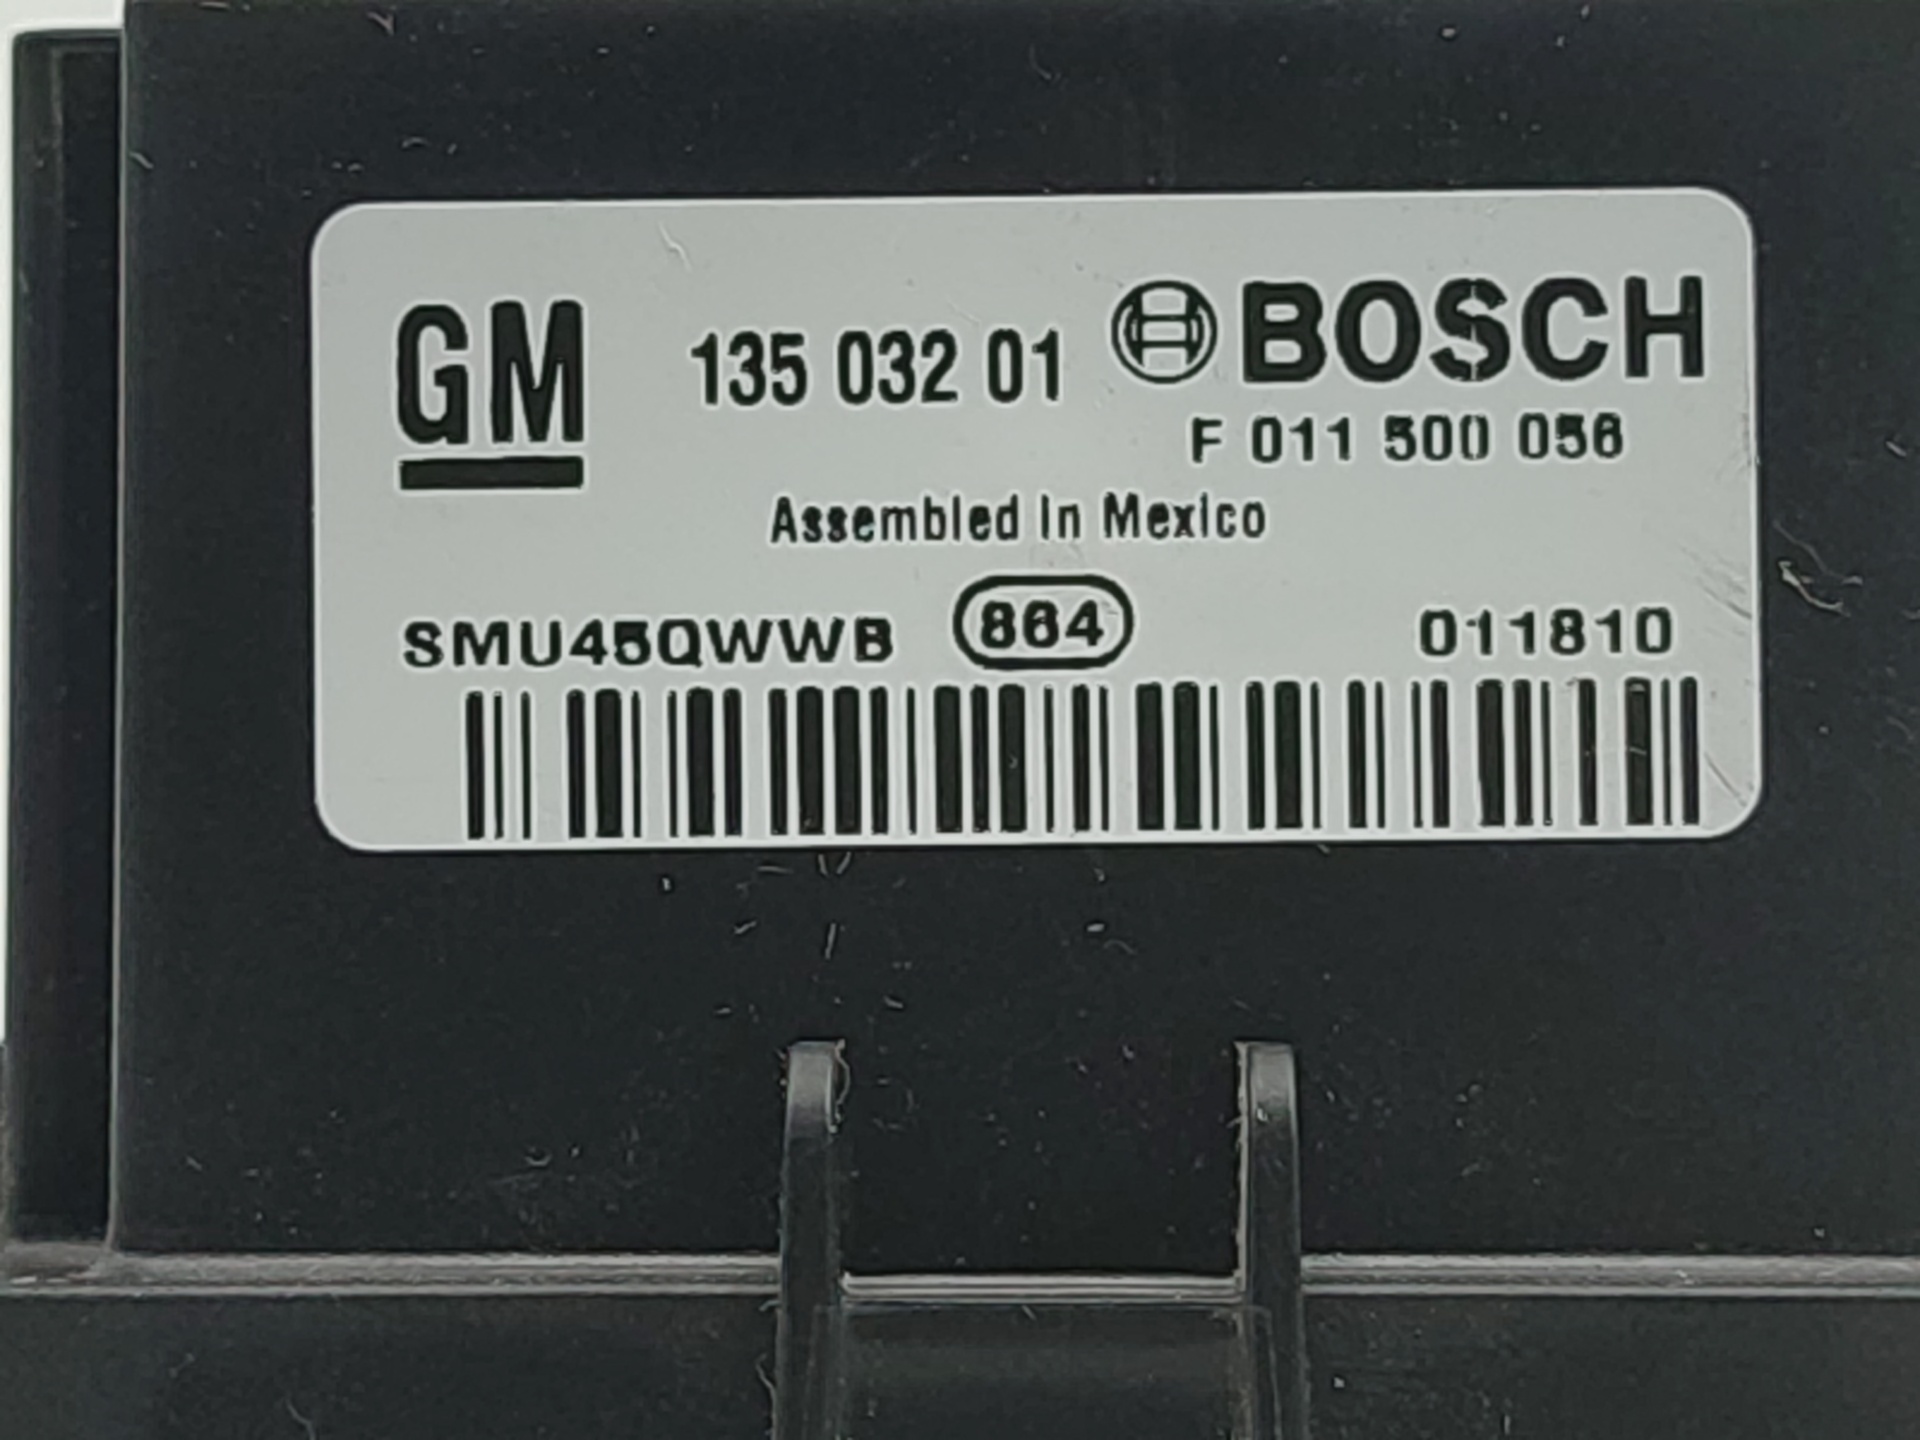 GM 135 032 01 BOSCH
F 011 500 056
Assembled In Mexico
SMU45QWWB 864 011810